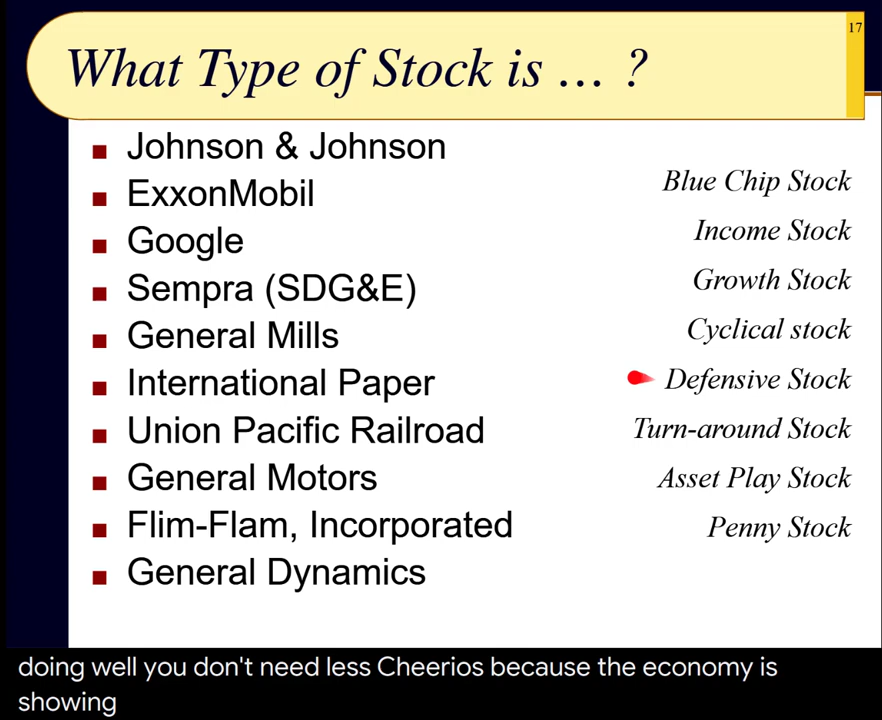 17
What Type of Stock is … ?
Johnson & Johnson
ExxonMobil
Google
Sempra (SDG&E)
General Mills
International Paper
Union Pacific Railroad
General Motors
Flim-Flam, Incorporated
General Dynamics
Blue Chip Stock
Income Stock
Growth Stock
Cyclical stock
Defensive Stock
Turn-around Stock
Asset Play Stock
Penny Stock
doing well you don't need less Cheerios because the economy is
showing